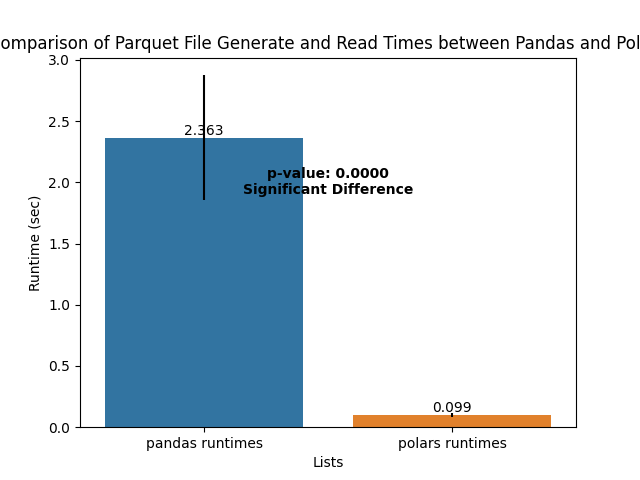 omparison of Parquet File Generate and Read Times between Pandas and Pol
3.0
2.5
2.0
1.5
1.0
0.5
0.0
Runtime (sec)
2.363
p-value: 0.0000
Significant Difference
0.099
pandas runtimes
polars runtimes
Lists